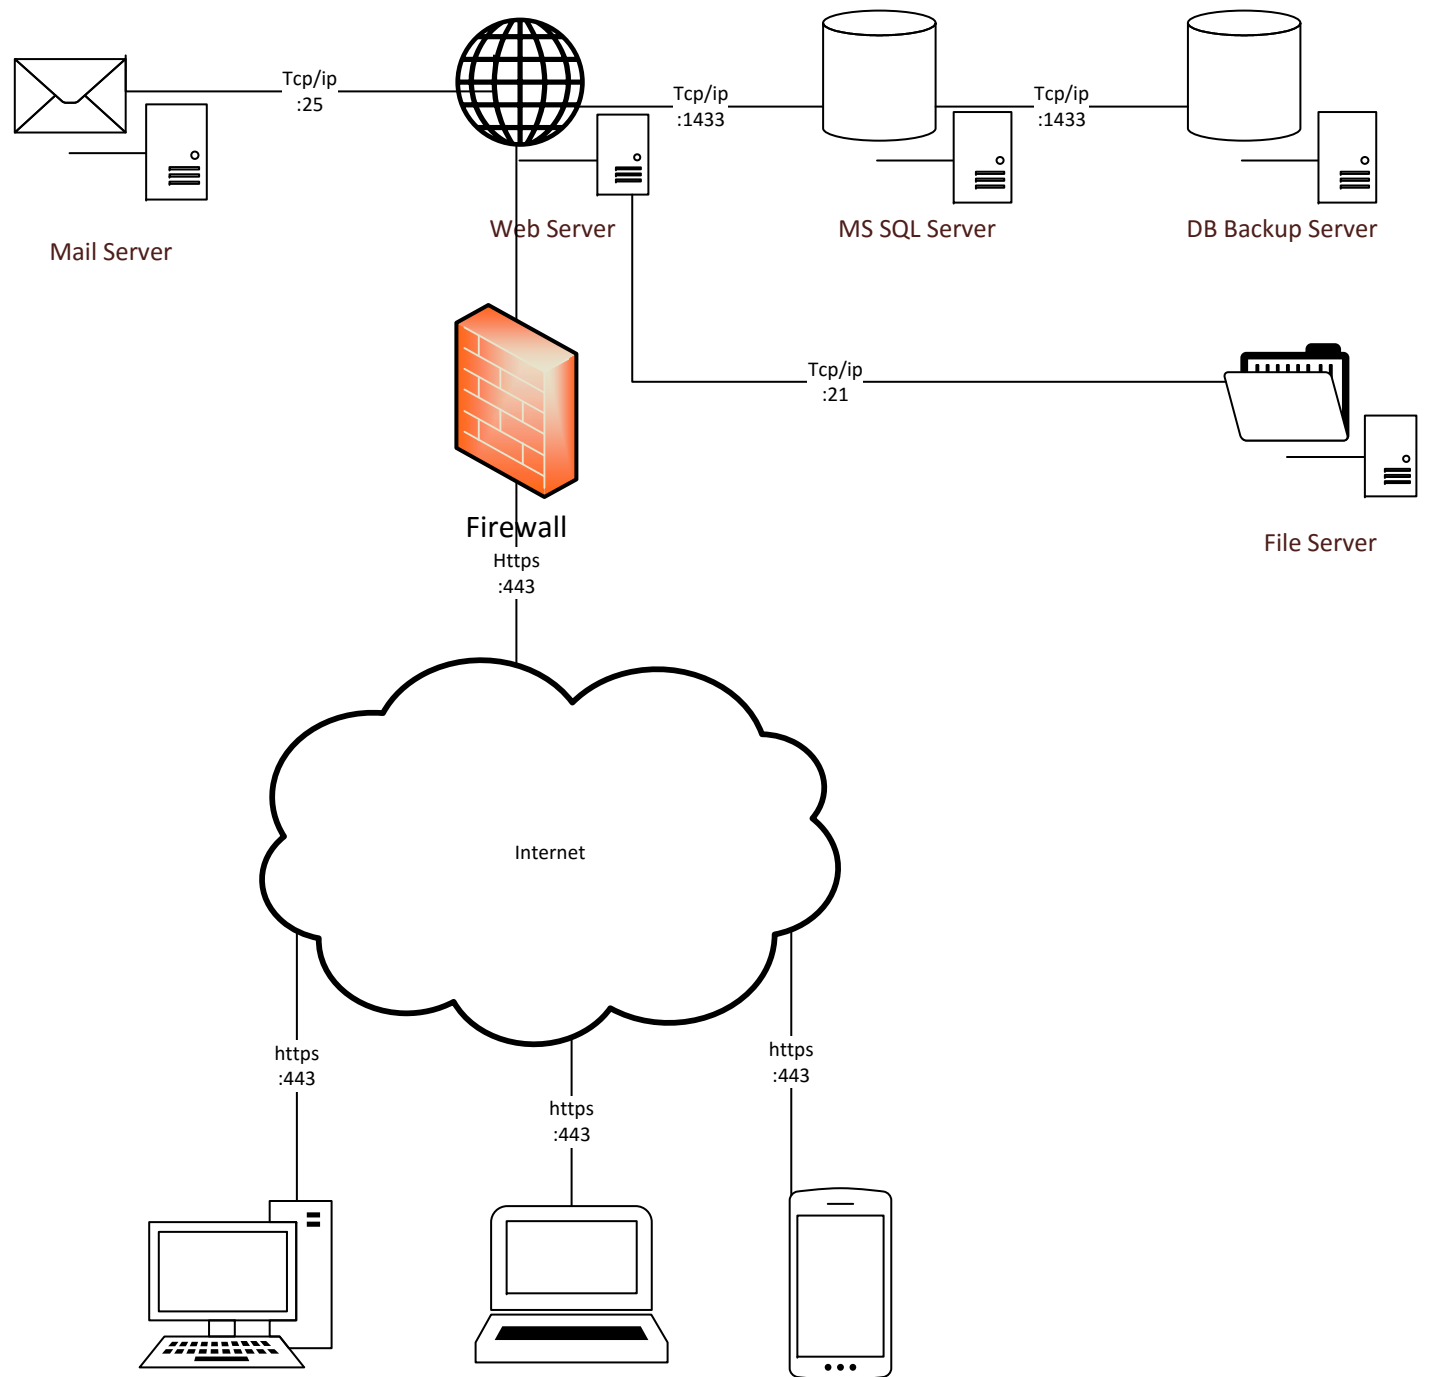 Tcp/ip
:25
Tcp/ip
:1433
Tcp/ip
:1433
Mail Server
Web Server
MS SQL Server
DB Backup Server
Tcp/ip
:21
File Server
Firewall
Https
:443
Internet
https
:443
https
:443
https
:443